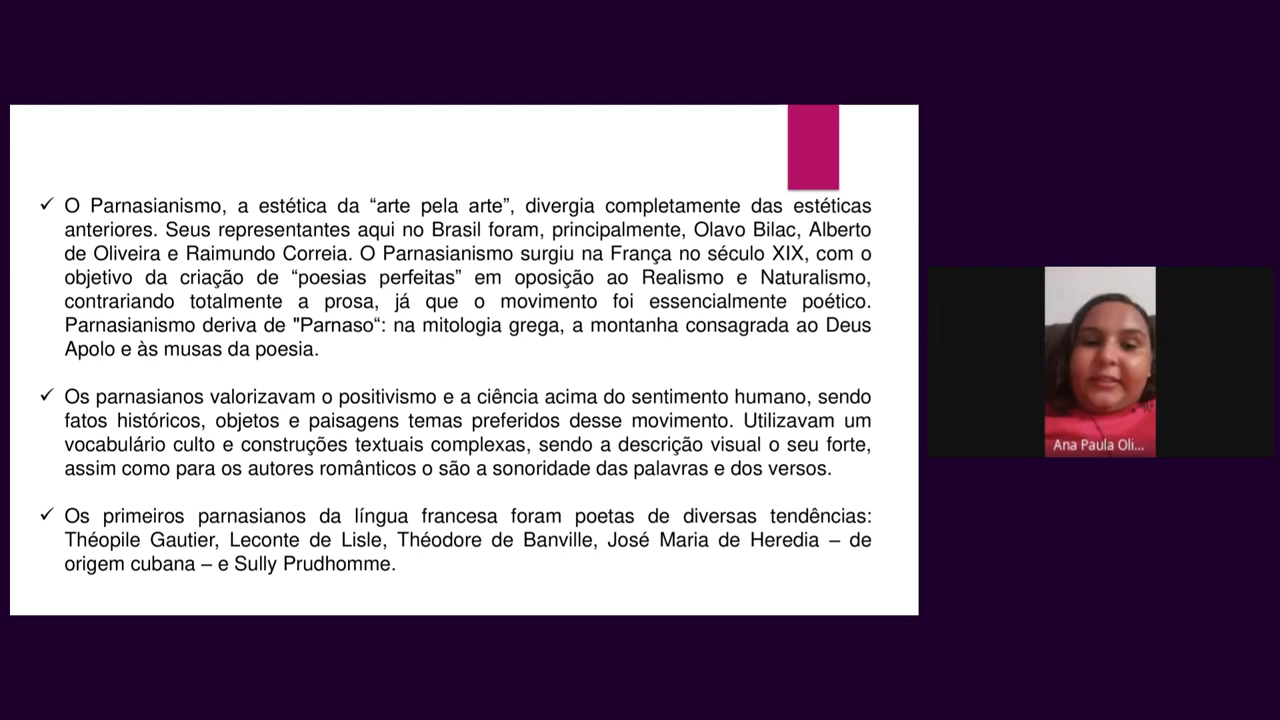 ✓ O Parnasianismo, a estética da “arte pela arte”, divergia completamente das estéticas
anteriores. Seus representantes aqui no Brasil foram, principalmente, Olavo Bilac, Alberto
de Oliveira e Raimundo Correia. O Parnasianismo surgiu na França no século XIX, com o
objetivo da criação de “poesias perfeitas” em oposição ao Realismo e Naturalismo,
contrariando totalmente a prosa, já que o movimento foi essencialmente poético.
Parnasianismo deriva de "Parnaso“: na mitologia grega, a montanha consagrada ao Deus
Apolo e às musas da poesia.
✓ Os parnasianos valorizavam o positivismo e a ciência acima do sentimento humano, sendo
fatos históricos, objetos e paisagens temas preferidos desse movimento. Utilizavam um
vocabulário culto e construções textuais complexas, sendo a descrição visual o seu forte,
assim como para os autores românticos o são a sonoridade das palavras e dos versos.
✓ Os primeiros parnasianos da língua francesa foram poetas de diversas tendências:
Théopile Gautier, Leconte de Lisle, Théodore de Banville, José Maria de Heredia – de
origem cubana – e Sully Prudhomme.
Ana Paula Oli...